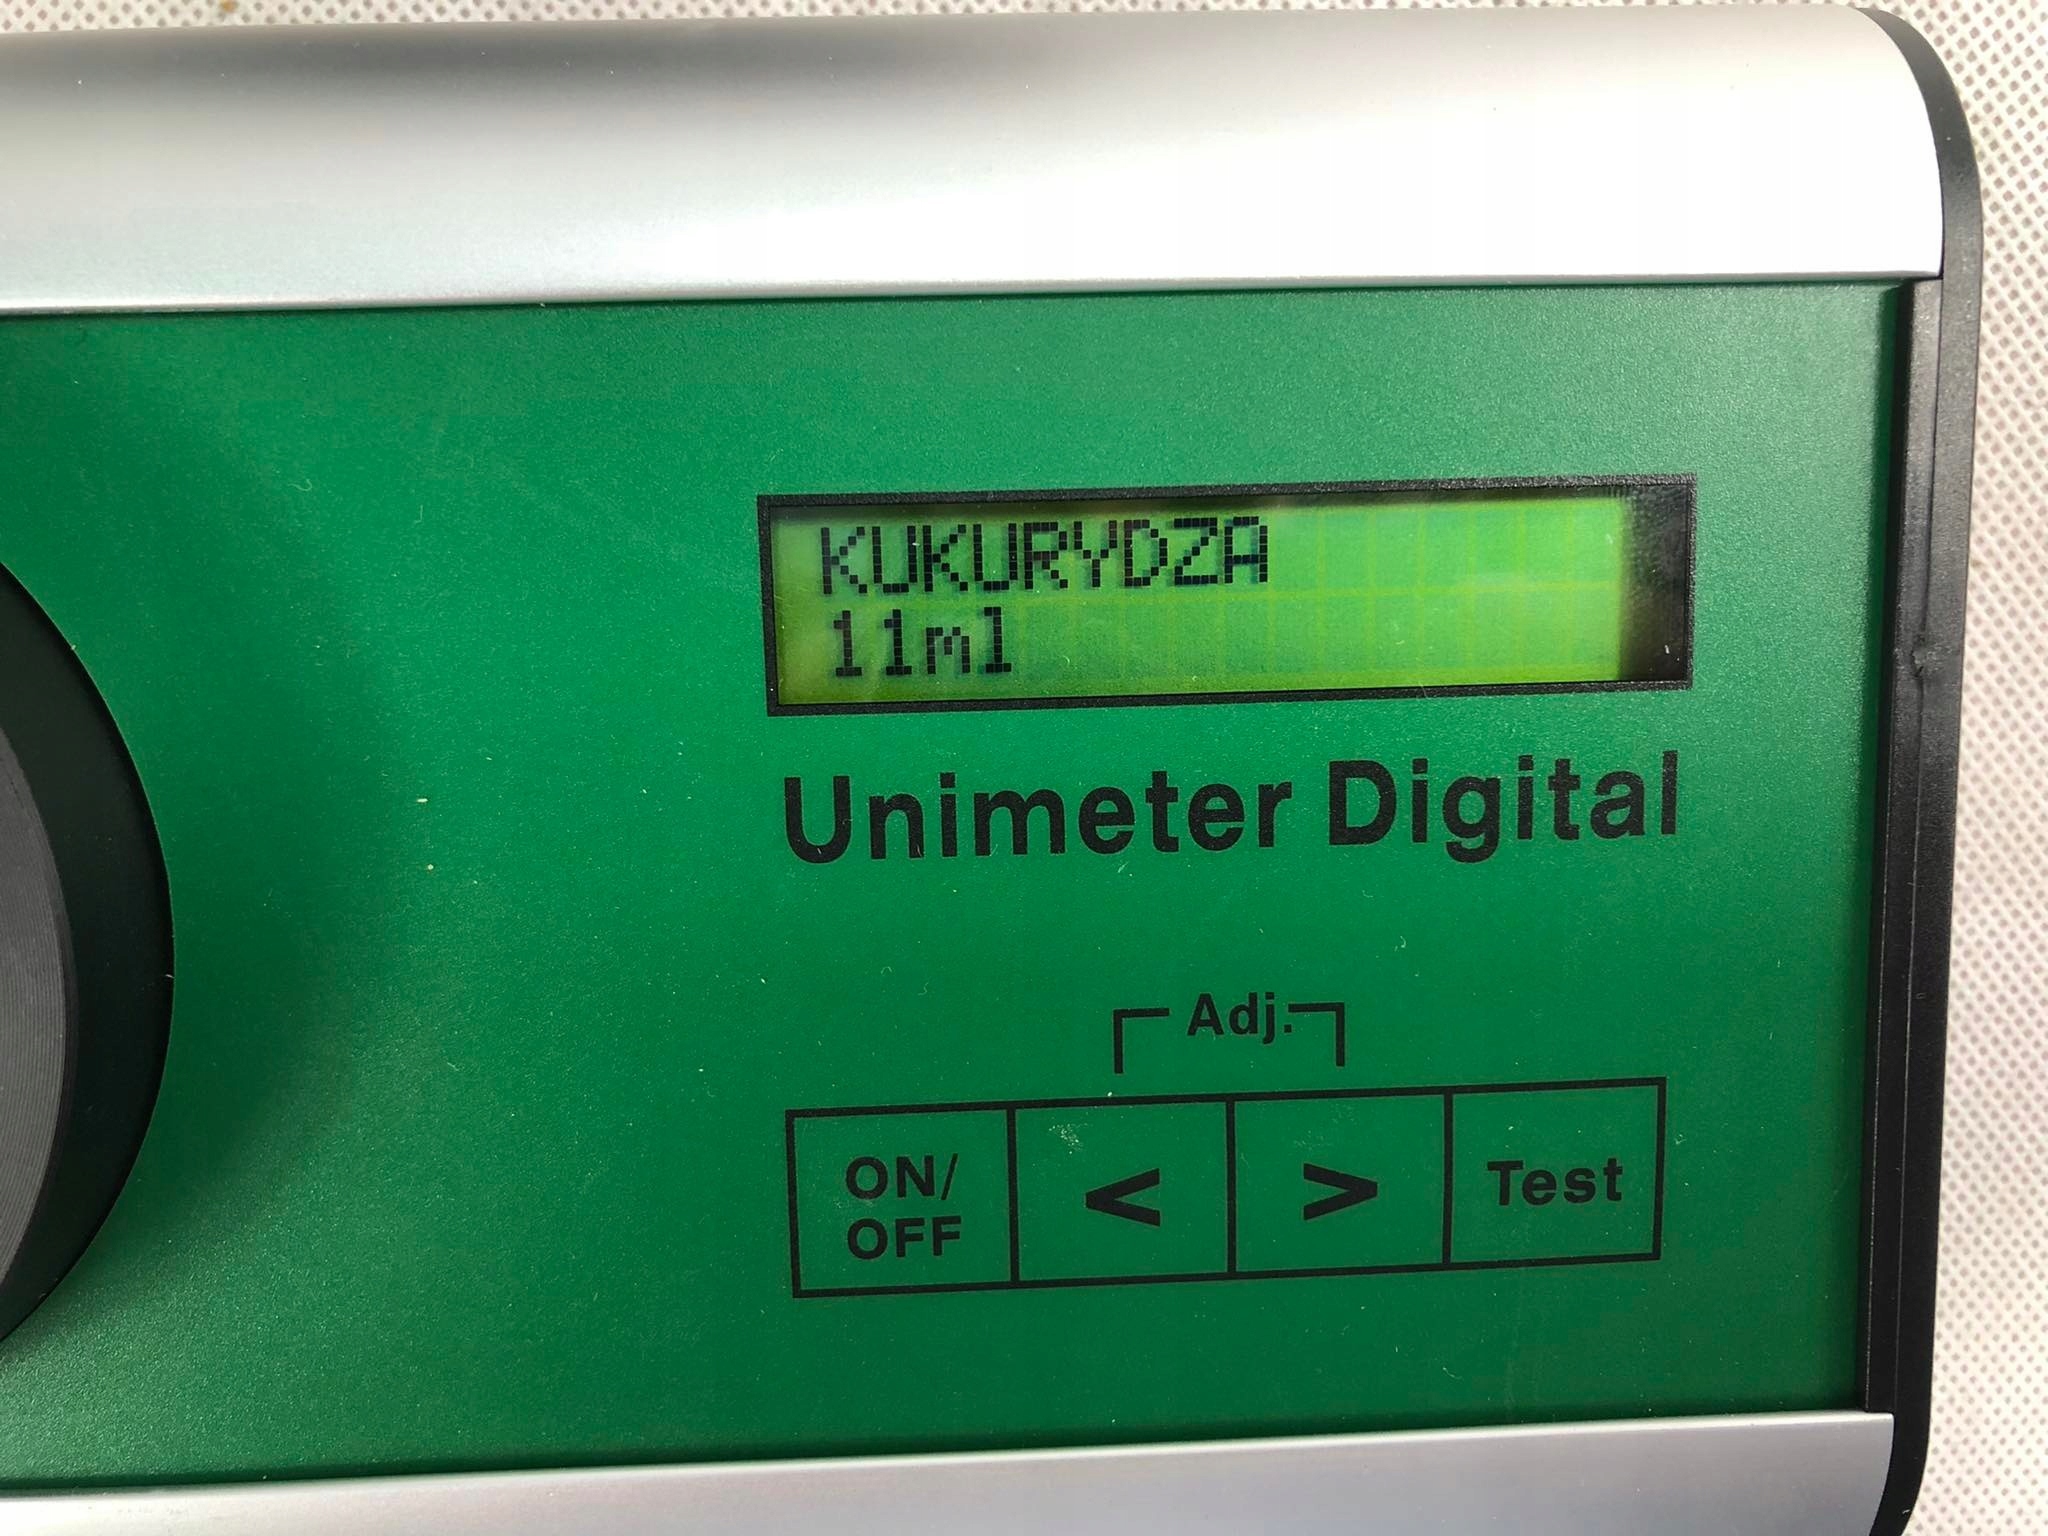 KUKURYDZA
11ml
Unimeter Digital
Adj.
ON/
OFF
<
>
Test